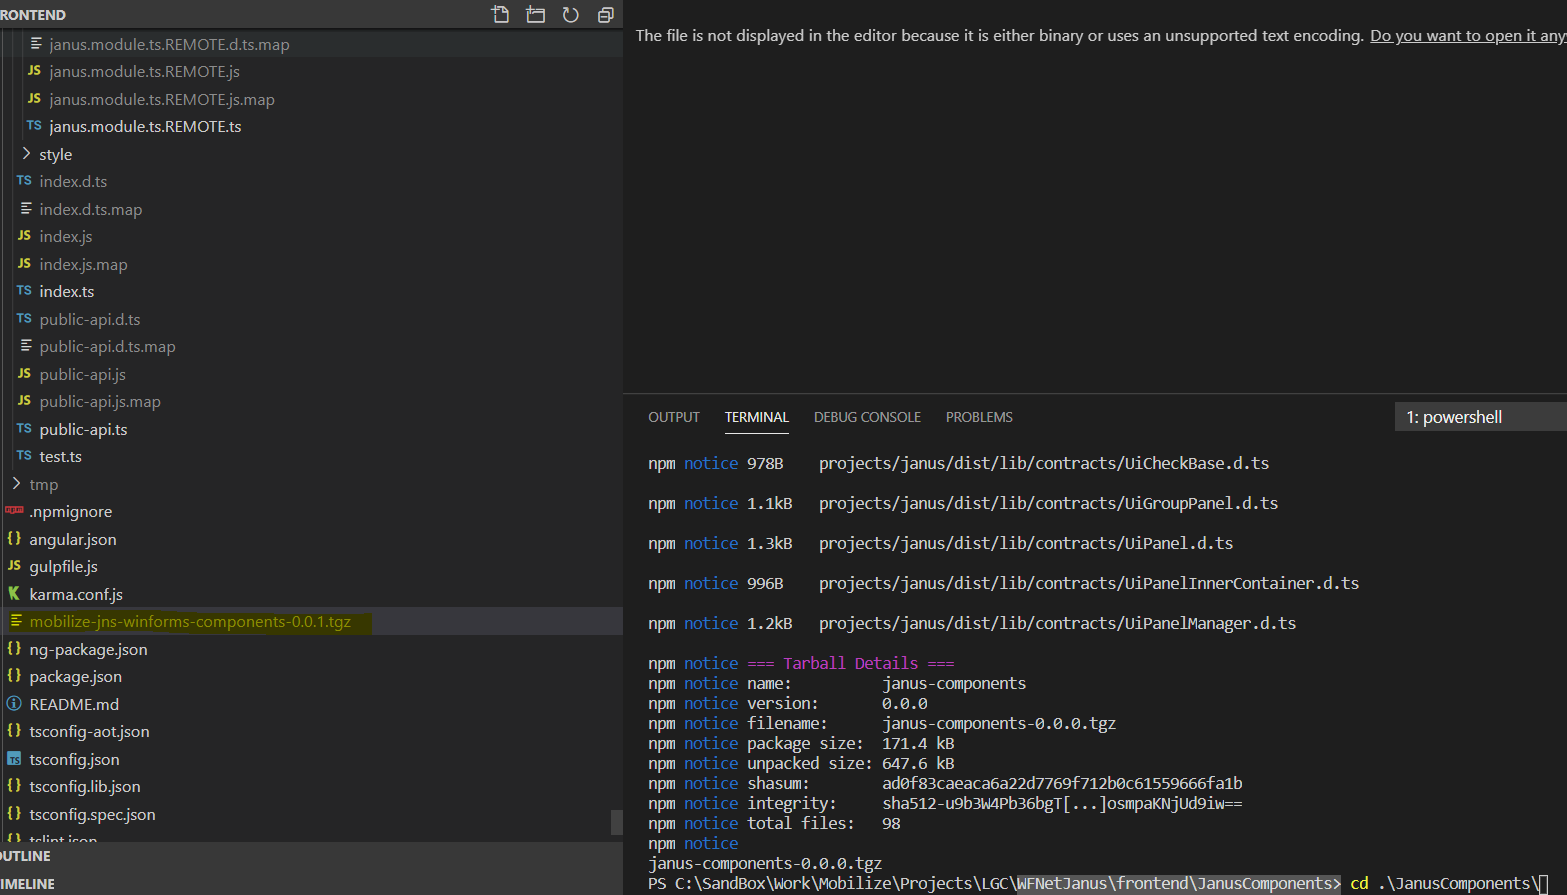 RONTEND
janus.module.ts.REMOTE.d.ts.map
JS janus.module.ts.REMOTE.js
JS janus.module.ts.REMOTE.js.map
TS janus.module.ts.REMOTE.ts
style
TS index.d.ts
index.d.ts.map
JS index.js
JS index.js.map
TS index.ts
TS public-api.d.ts
public-api.d.ts.map
JS public-api.js
JS public-api.js.map
TS public-api.ts
TS test.ts
tmp
npm .npmignore
{} angular.json
JS gulpfile.js
K karma.conf.js
mobilize-jns-winforms-components-0.0.1.tgz
{} ng-package.json
{} package.json
README.md
{} tsconfig-aot.json
TS tsconfig.json
{} tsconfig.lib.json
{} tsconfig.spec.json
{} tslint.json
OUTLINE
IMELINE
The file is not displayed in the editor because it is either binary or uses an unsupported text encoding. Do you want to open it any
OUTPUT TERMINAL DEBUG CONSOLE PROBLEMS 1: powershell
npm notice 978B projects/janus/dist/lib/contracts/UiCheckBase.d.ts
npm notice 1.1kB projects/janus/dist/lib/contracts/UiGroupPanel.d.ts
npm notice 1.3kB projects/janus/dist/lib/contracts/UiPanel.d.ts
npm notice 996B projects/janus/dist/lib/contracts/UiPanelInnerContainer.d.ts
npm notice 1.2kB projects/janus/dist/lib/contracts/UiPanelManager.d.ts
npm notice === Tarball Details ===
npm notice name: janus-components
npm notice version: 0.0.0
npm notice filename: janus-components-0.0.0.tgz
npm notice package size: 171.4 kB
npm notice unpacked size: 647.6 kB
npm notice shasum: ad0f83caeaca6a22d7769f712b0c61559666fa1b
npm notice integrity: sha512-u9b3W4Pb36bgT[...]osmpaKNjUd9iw==
npm notice total files: 98
npm notice
janus-components-0.0.0.tgz
PS C:\SandBox\Work\Mobilize\Projects\LGC\WFNetJanus\frontend\JanusComponents> cd .\JanusComponents\